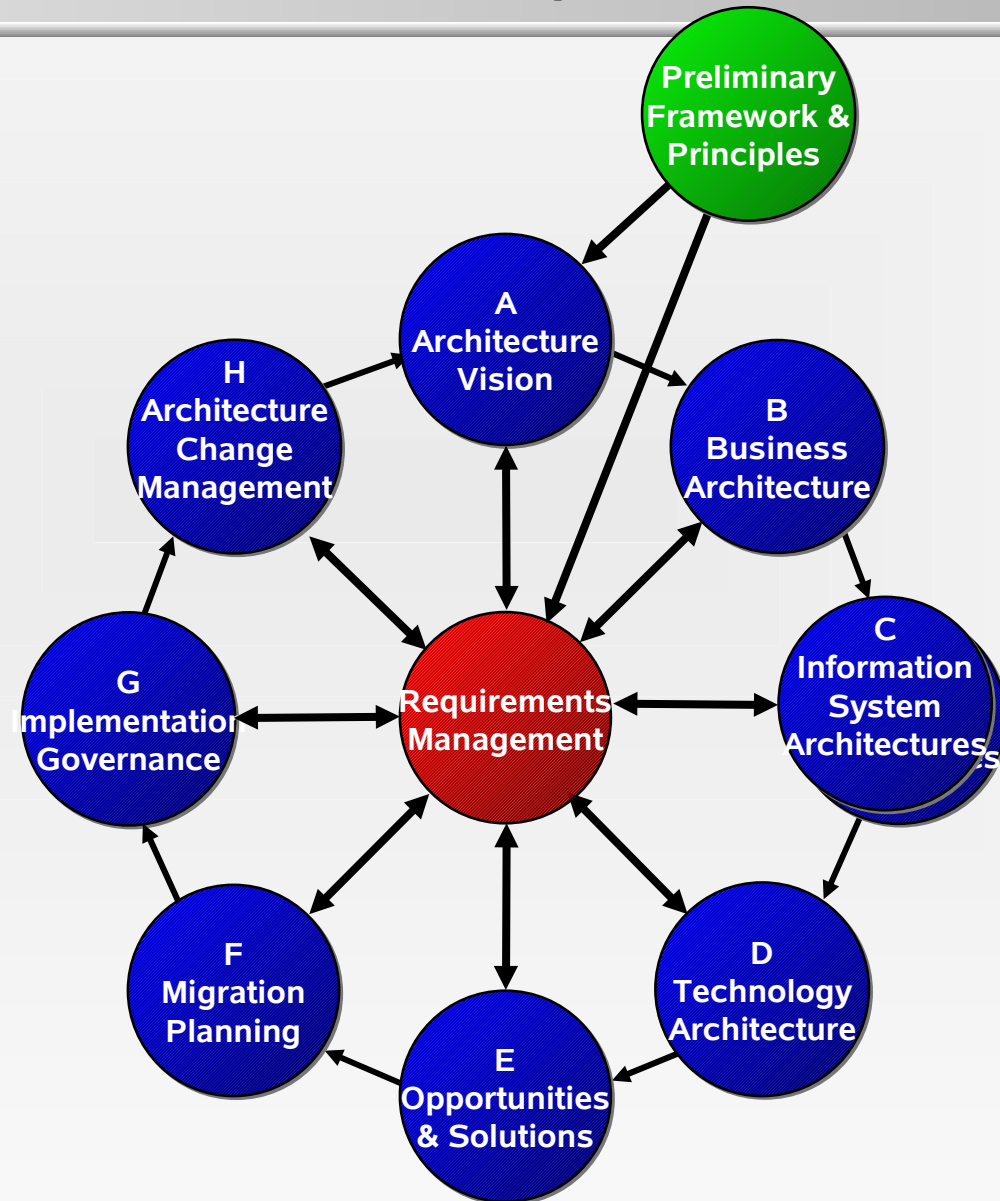 Preliminary
Framework &
Principles
A
Architecture
Vision
H
Architecture
Change
Management
B
Business
Architecture
C
Information
System
Architectures
G
Implementation
Governance
Requirements
Management
F
Migration
Planning
D
Technology
Architecture
E
Opportunities
& Solutions